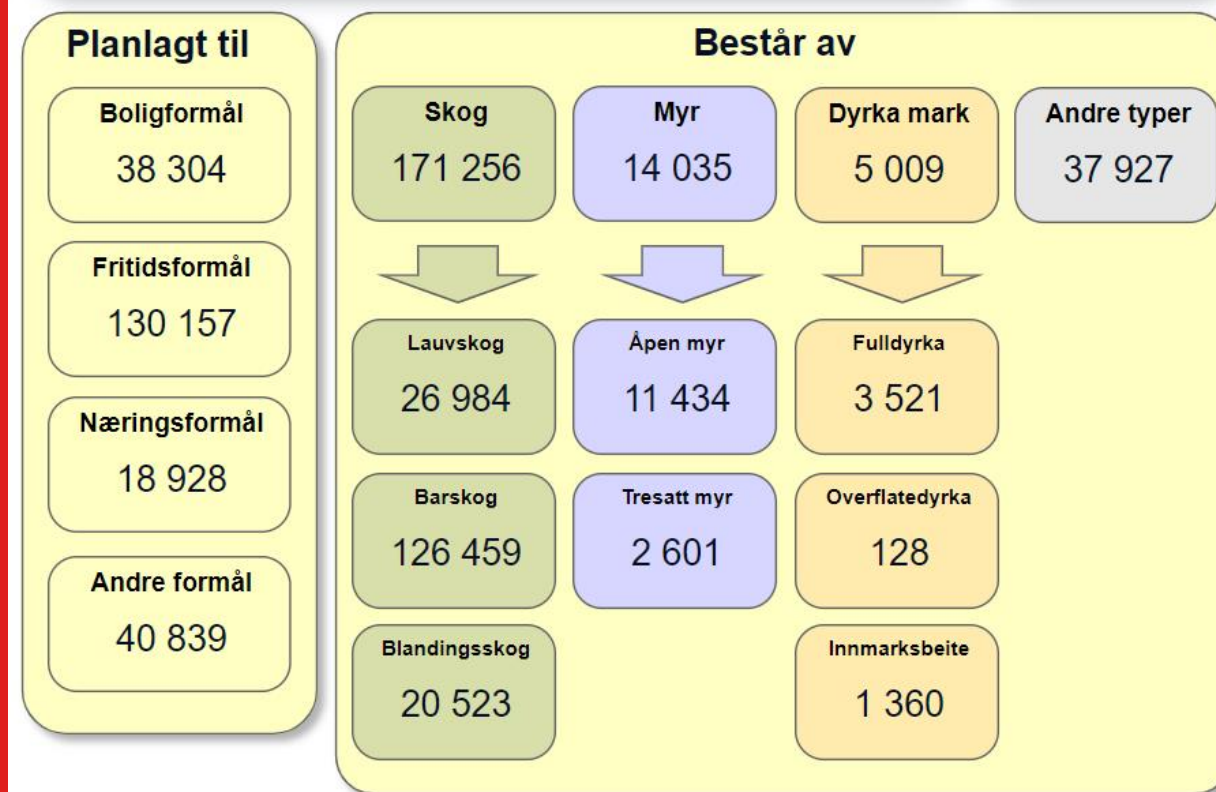 Planlagt til
Boligformål
38 304
Fritidsformål
130 157
Næringsformål
18 928
Andre formål
40 839
Består av
Skog
171 256
Myr
14 035
Dyrka mark
5 009
Andre typer
37 927
Lauvskog
26 984
Åpen myr
11 434
Fulldyrka
3 521
Barskog
126 459
Tresatt myr
2 601
Overflatedyrka
128
Blandingsskog
20 523
Innmarksbeite
1 360